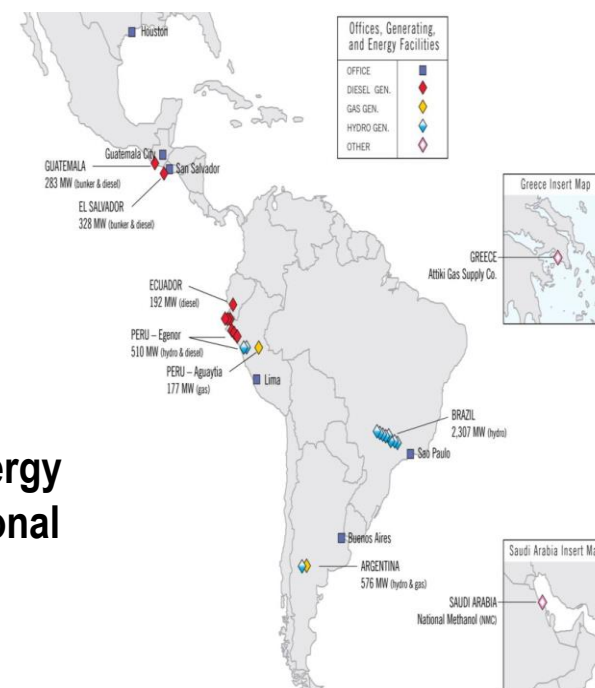 Houston
Offices, Generating,
and Energy Facilities
OFFICE
DIESEL GEN.
GAS GEN.
HYDRO GEN.
OTHER
Guatemala City
GUATEMALA
283 MW (bunker & diesel)
San Salvador
EL SALVADOR
328 MW (bunker & diesel)
Greece Insert Map
GREECE
Attiki Gas Supply Co.
ECUADOR
192 MW (diesel)
PERU – Egenor
510 MW (hydro & diesel)
PERU – Aguaytia
177 MW (gas)
Lima
BRAZIL
2,307 MW (hydro)
Sao Paulo
ergy
onal
Buenos Aires
ARGENTINA
576 MW (hydro & gas)
Saudi Arabia Insert Ma
SAUDI ARABIA
National Methanol (NMC)